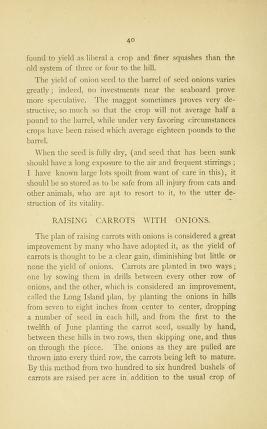 40
found to yield as liberal a crop and finer squashes than the
old system of three or four to the hill.
The yield of onion seed to the barrel of seed onions varies
greatly; indeed, no investments near the seaboard prove
more speculative. The maggot sometimes proves very de-
structive, so much so that the crop will not average half a
pound to the barrel, while under very favoring circumstances
crops have been raised which average eighteen pounds to the
barrel.
When the seed is fully dry, (and seed that has been sunk
should have a long exposure to the air and frequent stirrings;
I have known large lots spoilt from want of care in this), it
should be so stored as to be safe from all injury from cats and
other animals, who are apt to resort to it, to the utter de-
struction of its vitality.
RAISING CARROTS WITH ONIONS.
The plan of raising carrots with onions is considered a great
improvement by many who have adopted it, as the yield of
carrots is thought to be a clear gain, diminishing but little or
none the yield of onions. Carrots are planted in two ways;
one by sowing them in drills between every other row of
onions, and the other, which is considered an improvement,
called the Long Island plan, by planting the onions in hills
from seven to eight inches from center to center, dropping
a number of seed in each hill, and from the first to the
twelfth of June planting the carrot seed, usually by hand,
between these hills in two rows, then skipping one, and thus
on through the piece. The onions as they are pulled are
thrown into every third row, the carrots being left to mature.
By this method from two hundred to six hundred bushels of
carrots are raised per acre in addition to the usual crop of